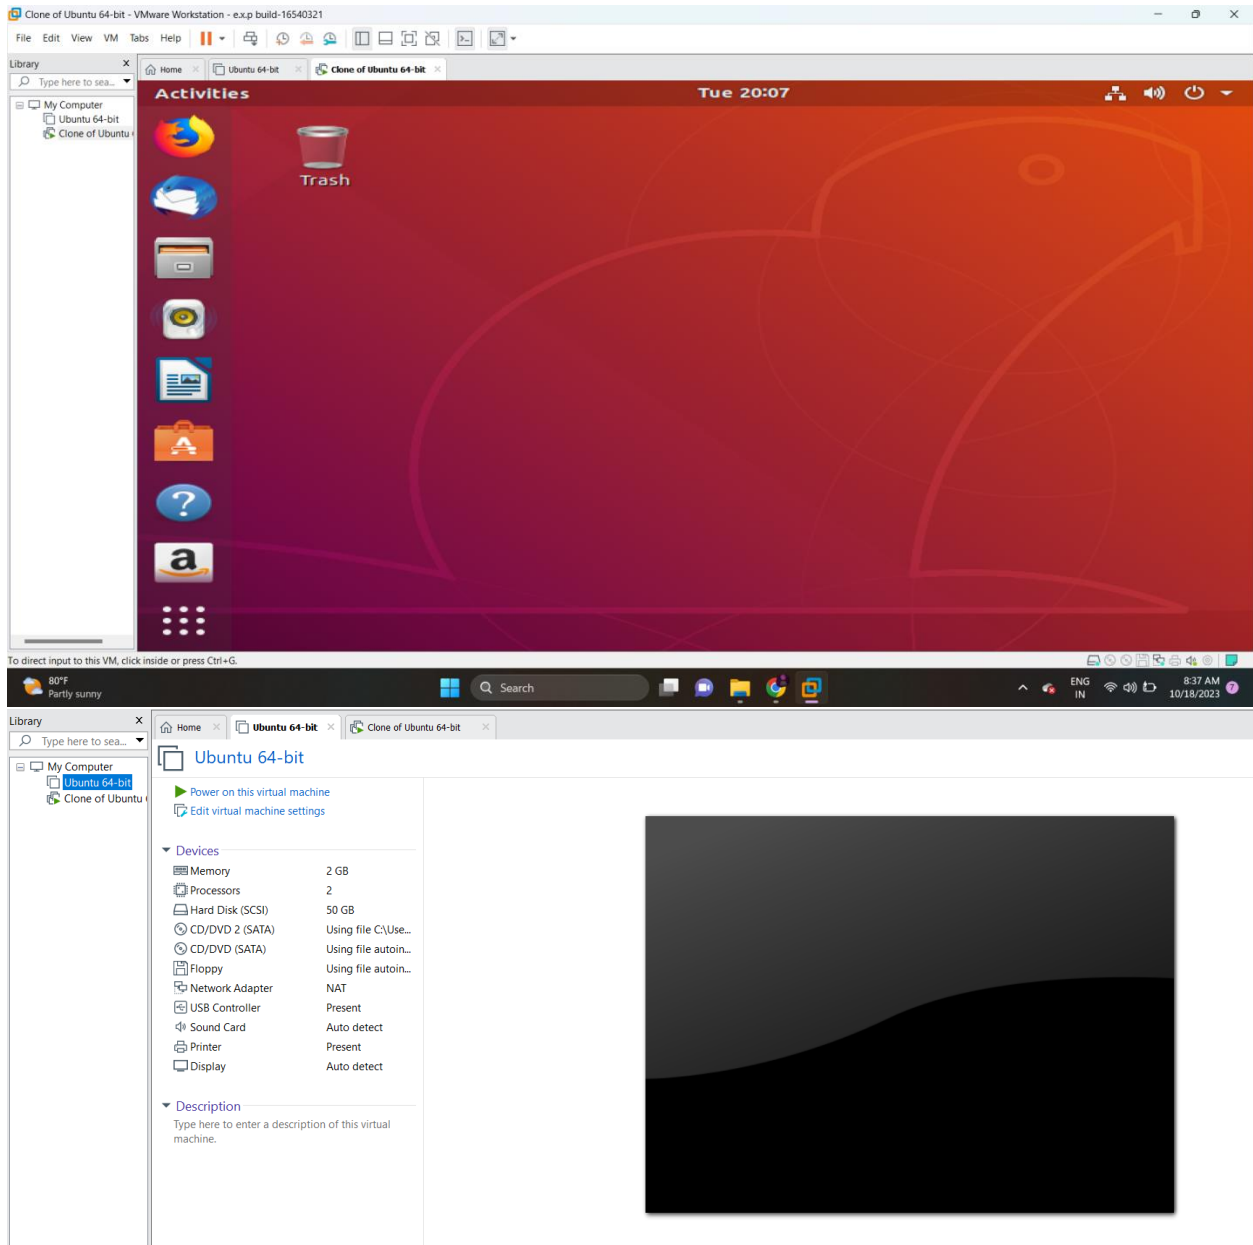 Clone of Ubuntu 64-bit - VMware Workstation - e.x.p build-16540321
File Edit View VM Tabs Help
Library X
Home × Ubuntu 64-bit × Clone of Ubuntu 64-bit ×
Type here to sea...
My Computer
Ubuntu 64-bit
Clone of Ubuntu
Activities Tue 20:07
Trash
To direct input to this VM, click inside or press Ctrl+G.
80°F
Partly sunny
Search
ENG
IN
8:37 AM
10/18/2023
7
Library X
Home × Ubuntu 64-bit × Clone of Ubuntu 64-bit ×
Type here to sea...
My Computer
Ubuntu 64-bit
Clone of Ubuntu
Ubuntu 64-bit
Power on this virtual machine
Edit virtual machine settings
Devices
Memory 2 GB
Processors 2
Hard Disk (SCSI) 50 GB
CD/DVD 2 (SATA) Using file C:\Use...
CD/DVD (SATA) Using file autoin...
Floppy Using file autoin...
Network Adapter NAT
USB Controller Present
Sound Card Auto detect
Printer Present
Display Auto detect
Description
Type here to enter a description of this virtual
machine.